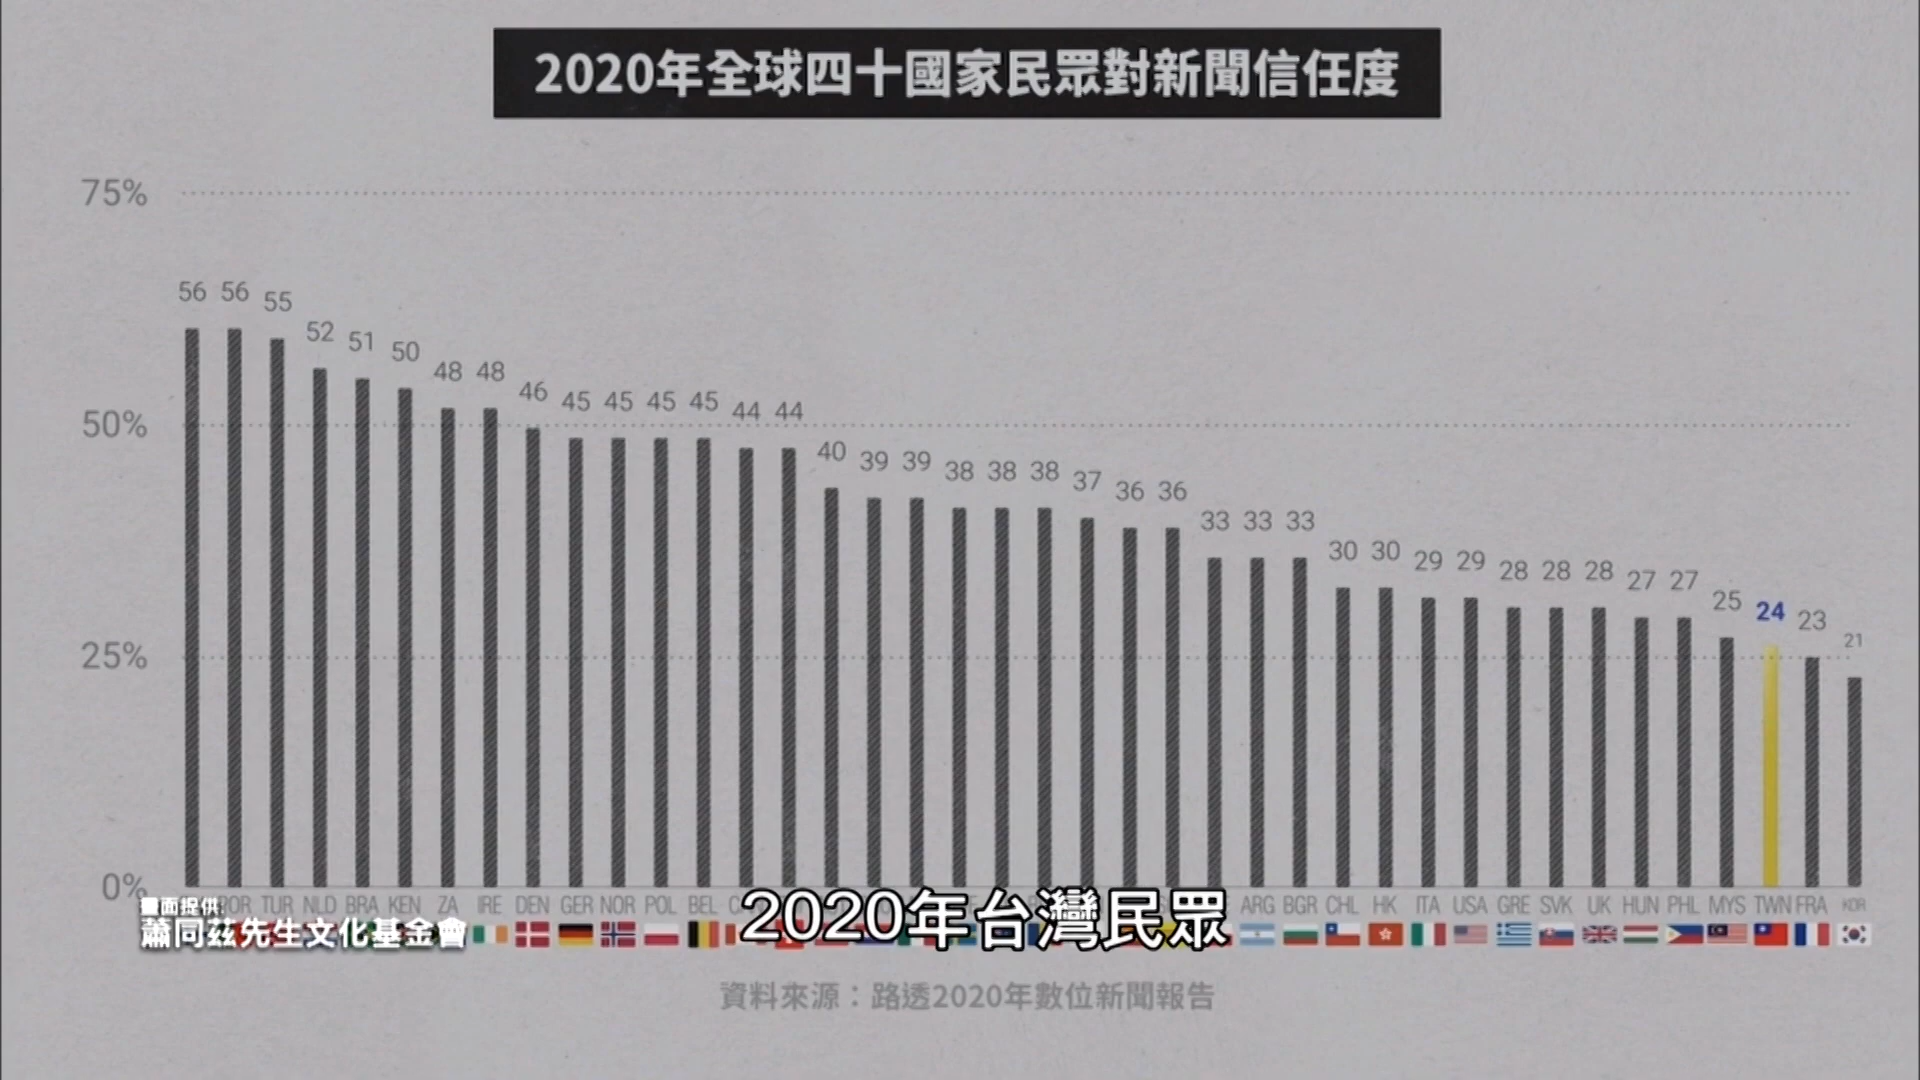 2020年全球四十國家民眾對新聞信任度
75%
56 56 55 52 51 50 48 48 46 45 45 45 45 44 44 40 39 39 38 38 38 37 36 36 33 33 33 30 30 29 29 28 28 28 27 27 25 24 23 21
50%
25%
0%
TUR NLD BRA KEN ZA IRE DEN GER NOR POL BEL ARG BGR CHL HK ITA USA GRE SVK UK HUN PHL MYS TWN FRA KOR
畫面提供:
蕭同茲先生文化基金會
2020年台灣民眾
資料來源：路透2020年數位新聞報告